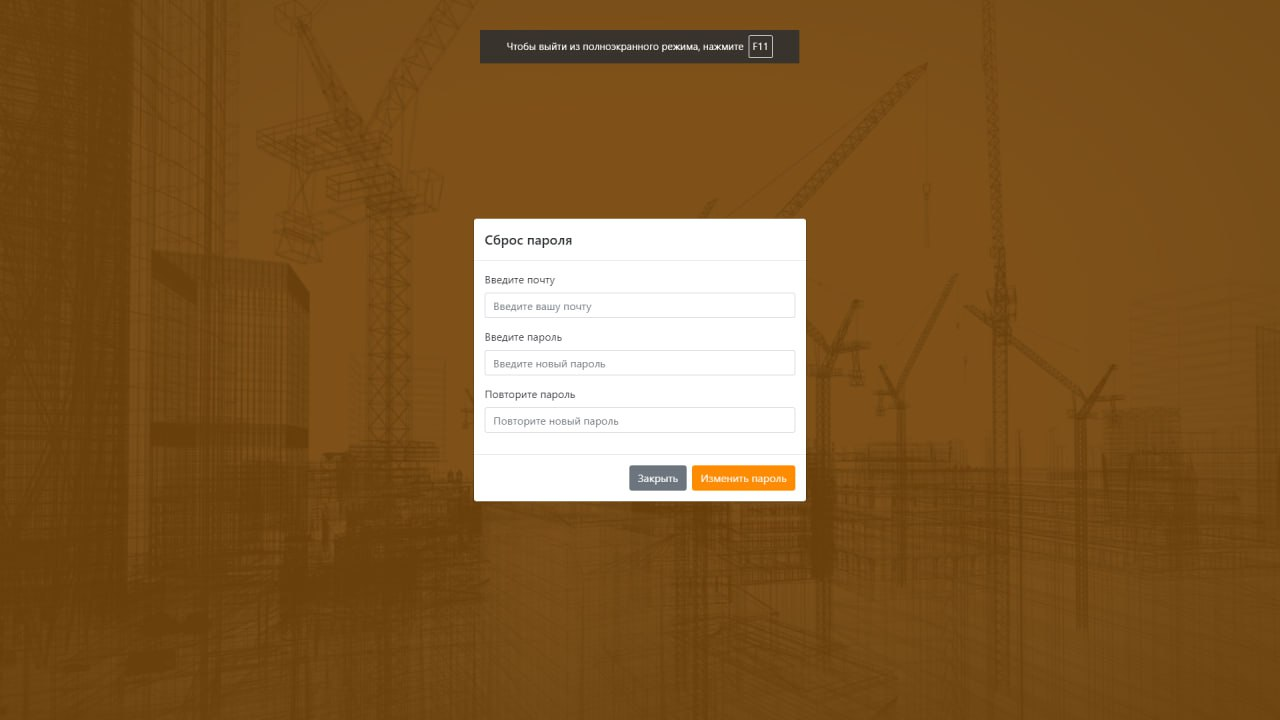 Чтобы выйти из полноэкранного режима, нажмите F11
Сброс пароля
Введите почту
Введите вашу почту
Введите пароль
Введите новый пароль
Повторите пароль
Повторите новый пароль
Закрыть Изменить пароль